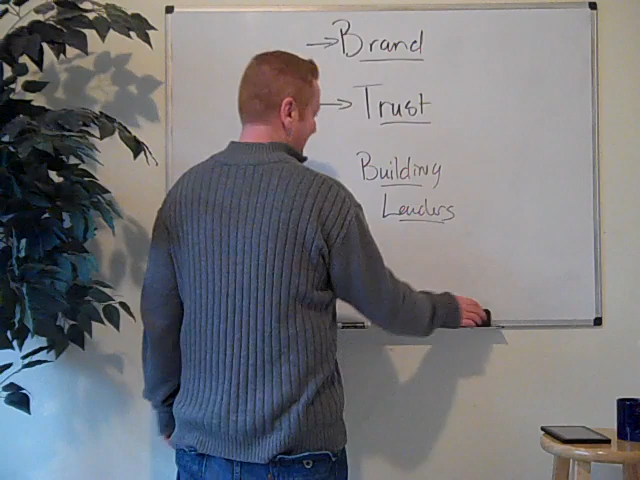 → Brand
→ Trust
Building
Leaders